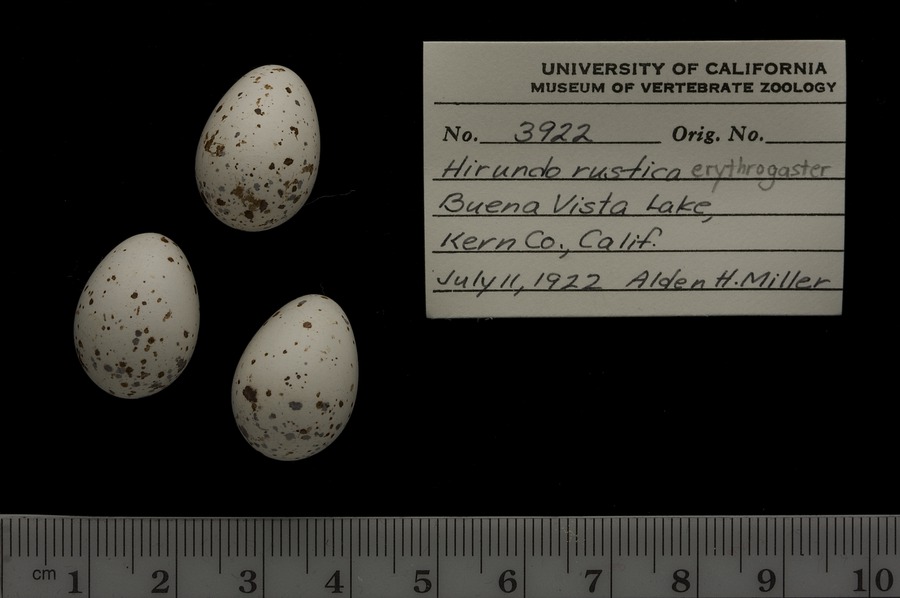 UNIVERSITY OF CALIFORNIA
MUSEUM OF VERTEBRATE ZOOLOGY
No. 3922 Orig. No.
Hirundo rustica erythrogaster
Buena Vista Lake,
Kern Co., Calif.
July 11, 1922 Alden H. Miller
cm 1 2 3 4 5 6 7 8 9 10